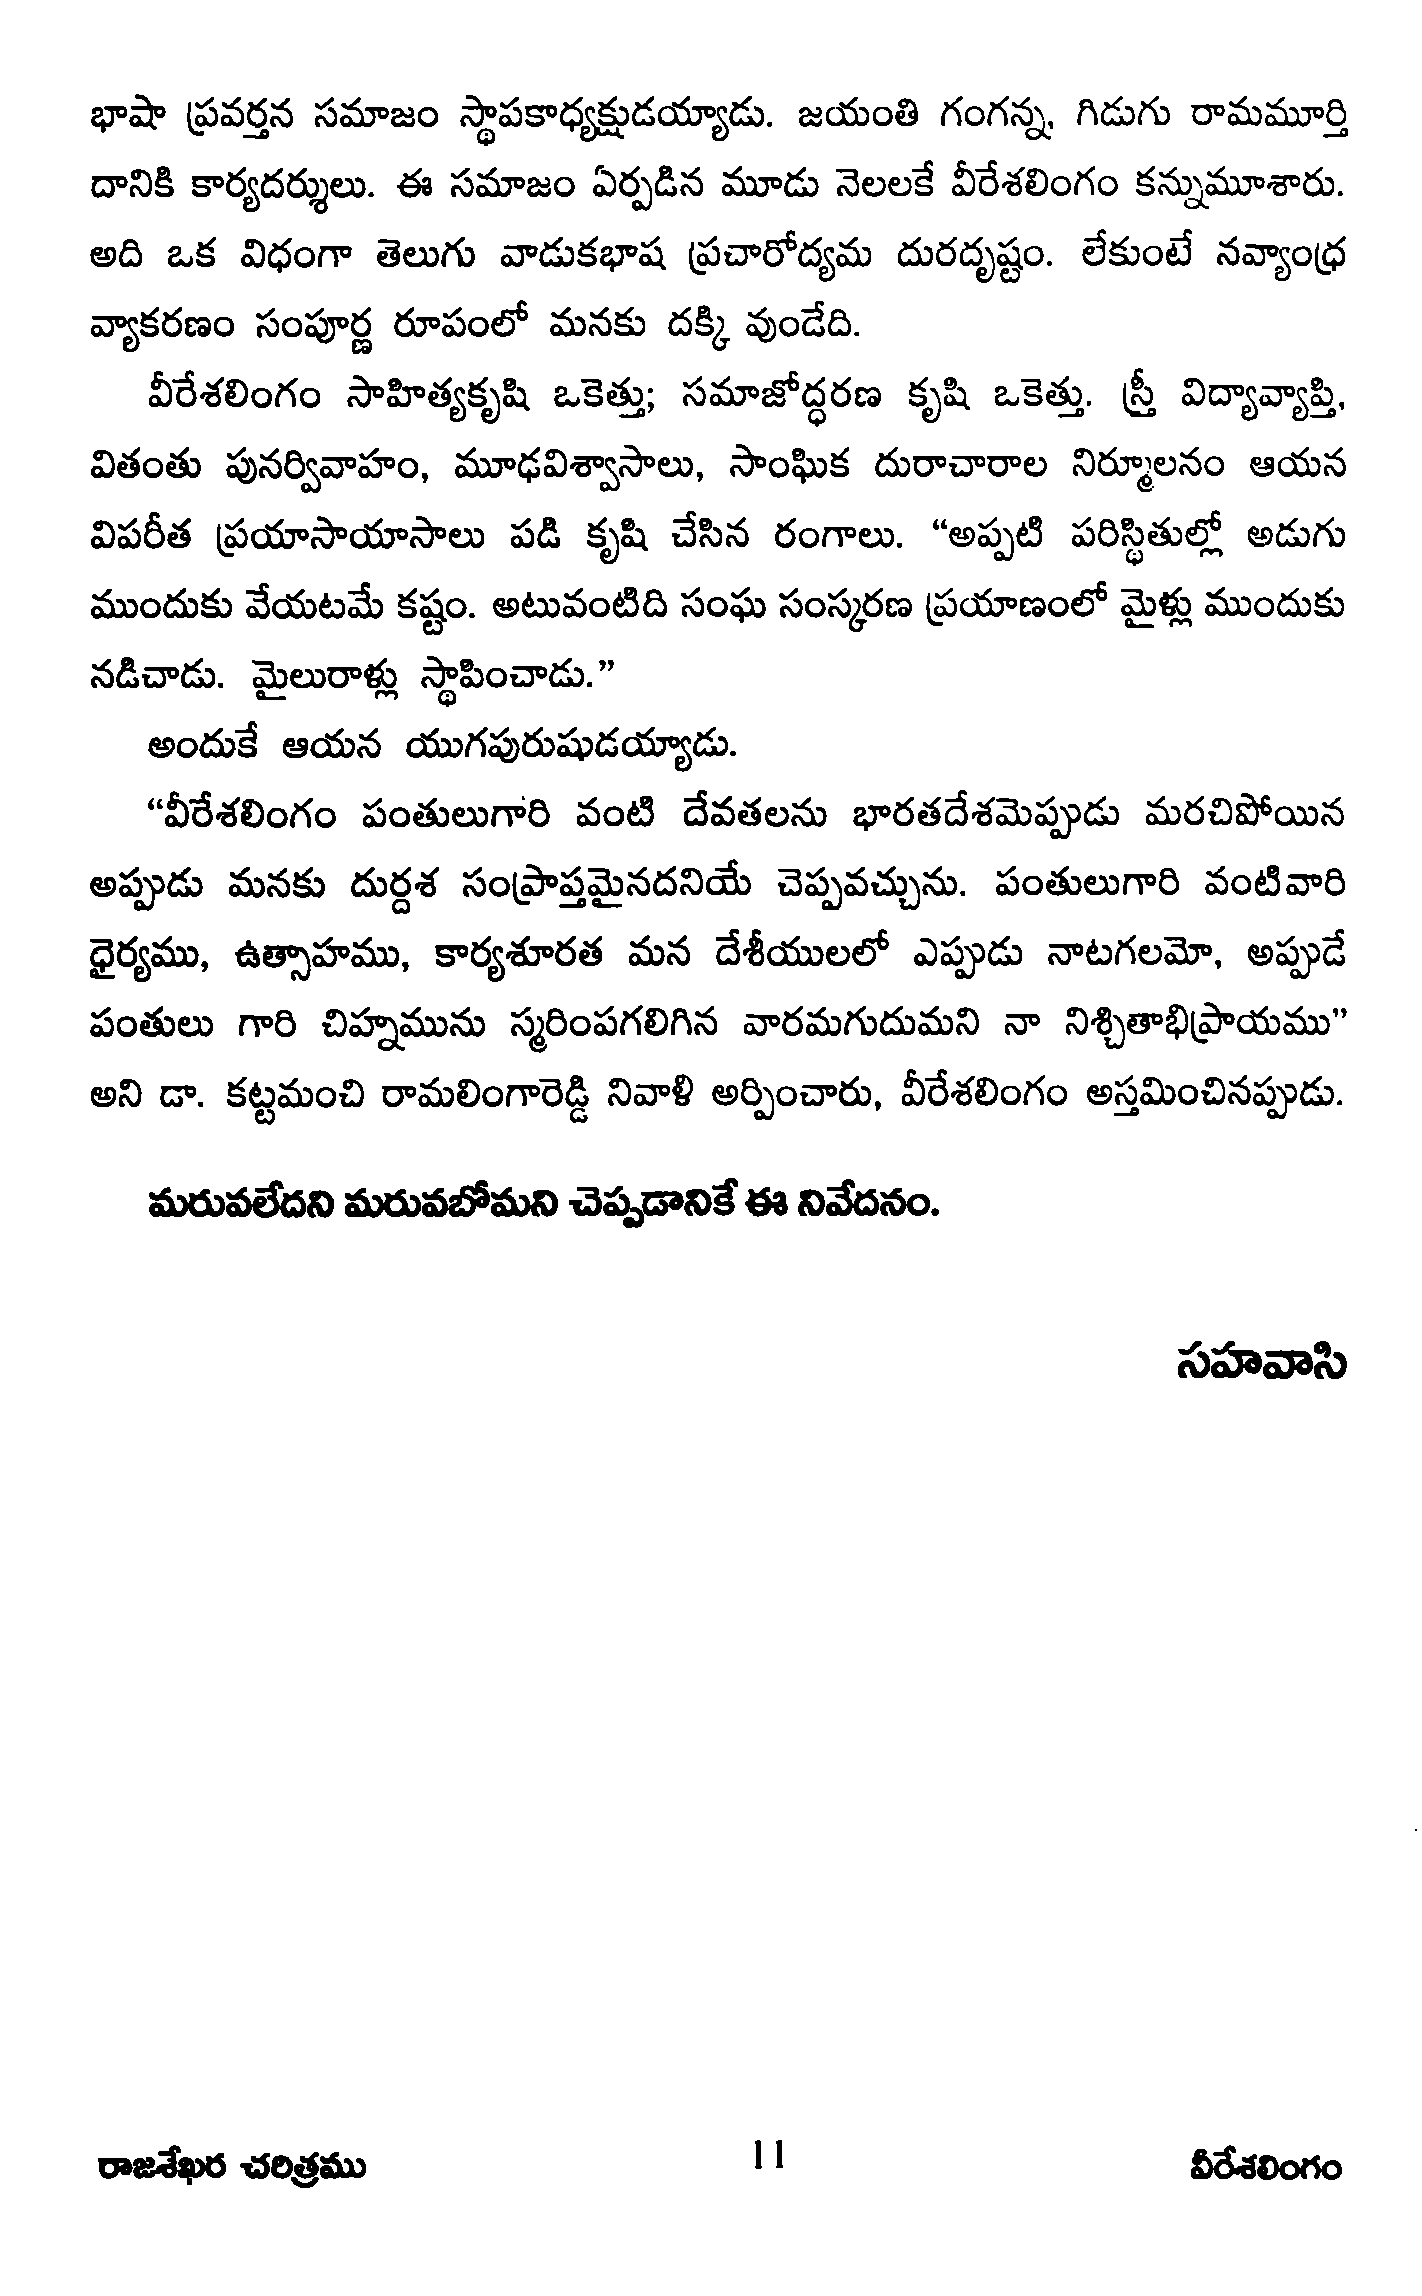 భాషా ప్రవర్తన సమాజం స్థాపకాధ్యక్షుడయ్యాడు. జయంతి గంగన్న, గిడుగు రామమూర్తి
దానికి కార్యదర్శులు. ఈ సమాజం ఏర్పడిన మూడు నెలలకే వీరేశలింగం కన్నుమూశారు.
అది ఒక విధంగా తెలుగు వాడుకభాష ప్రచారోద్యమ దురదృష్టం. లేకుంటే నవ్యాంధ్ర
వ్యాకరణం సంపూర్ణ రూపంలో మనకు దక్కి వుండేది.
వీరేశలింగం సాహిత్యకృషి ఒకెత్తు; సమాజోద్ధరణ కృషి ఒకెత్తు. స్త్రీ విద్యావ్యాప్తి,
వితంతు పునర్వివాహం, మూఢవిశ్వాసాలు, సాంఘిక దురాచారాల నిర్మూలనం ఆయన
విపరీత ప్రయాసాయాసాలు పడి కృషి చేసిన రంగాలు. “అప్పటి పరిస్థితుల్లో అడుగు
ముందుకు వేయటమే కష్టం. అటువంటిది సంఘ సంస్కరణ ప్రయాణంలో మైళ్లు ముందుకు
నడిచాడు. మైలురాళ్లు స్థాపించాడు.”
అందుకే ఆయన యుగపురుషుడయ్యాడు.
“వీరేశలింగం పంతులుగారి వంటి దేవతలను భారతదేశమెప్పుడు మరచిపోయిన
అప్పుడు మనకు దుర్దశ సంప్రాప్తమైనదనియే చెప్పవచ్చును. పంతులుగారి వంటివారి
ధైర్యము, ఉత్సాహము, కార్యశూరత మన దేశీయులలో ఎప్పుడు నాటగలమో, అప్పుడే
పంతులు గారి చిహ్నమును స్మరింపగలిగిన వారమగుదుమని నా నిశ్చితాభిప్రాయము”
అని డా. కట్టమంచి రామలింగారెడ్డి నివాళి అర్పించారు, వీరేశలింగం అస్తమించినప్పుడు.
మరువలేదని మరువబోమని చెప్పడానికే ఈ నివేదనం.
సహవాసి
రాజశేఖర చరిత్రము 11 వీరేశలింగం